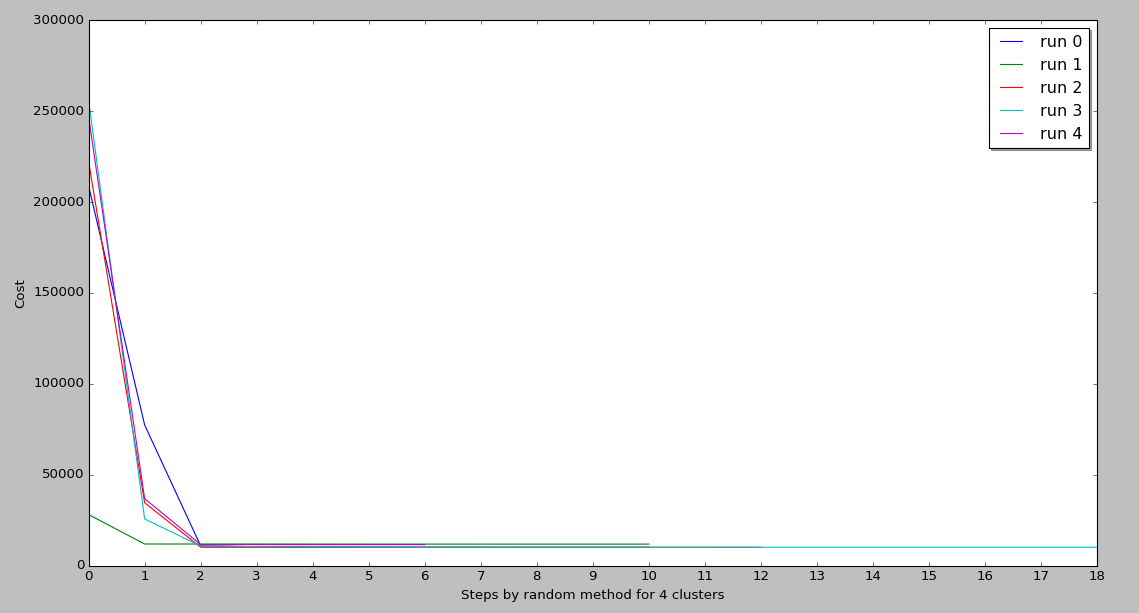 300000
250000
200000
150000
100000
50000
0
Cost
0 1 2 3 4 5 6 7 8 9 10 11 12 13 14 15 16 17 18
Steps by random method for 4 clusters
run 0
run 1
run 2
run 3
run 4